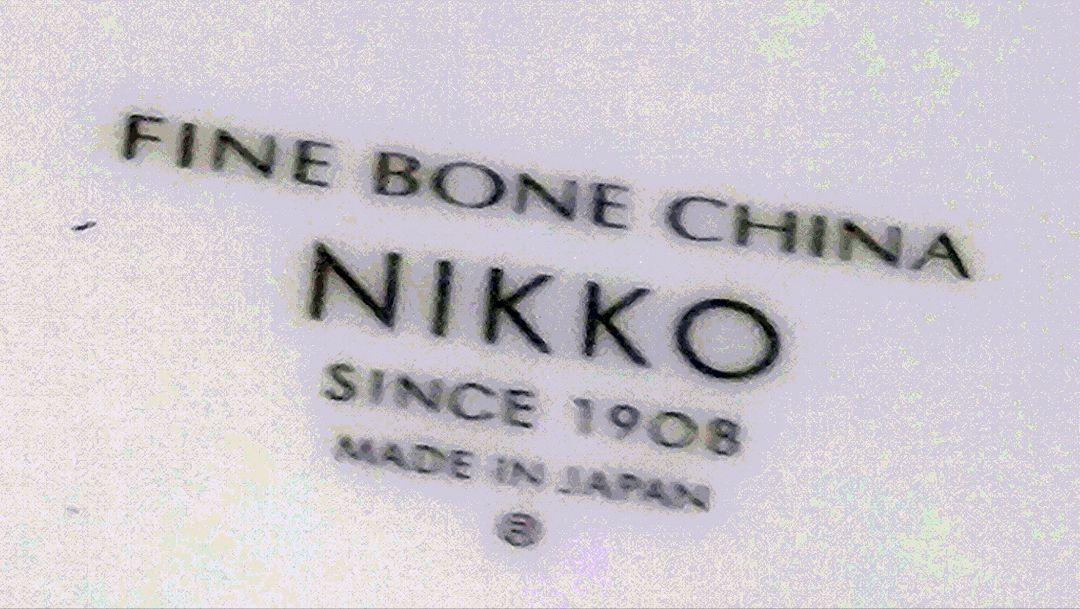 FINE BONE CHINA
NIKKO
SINCE 1908
MADE IN JAPAN